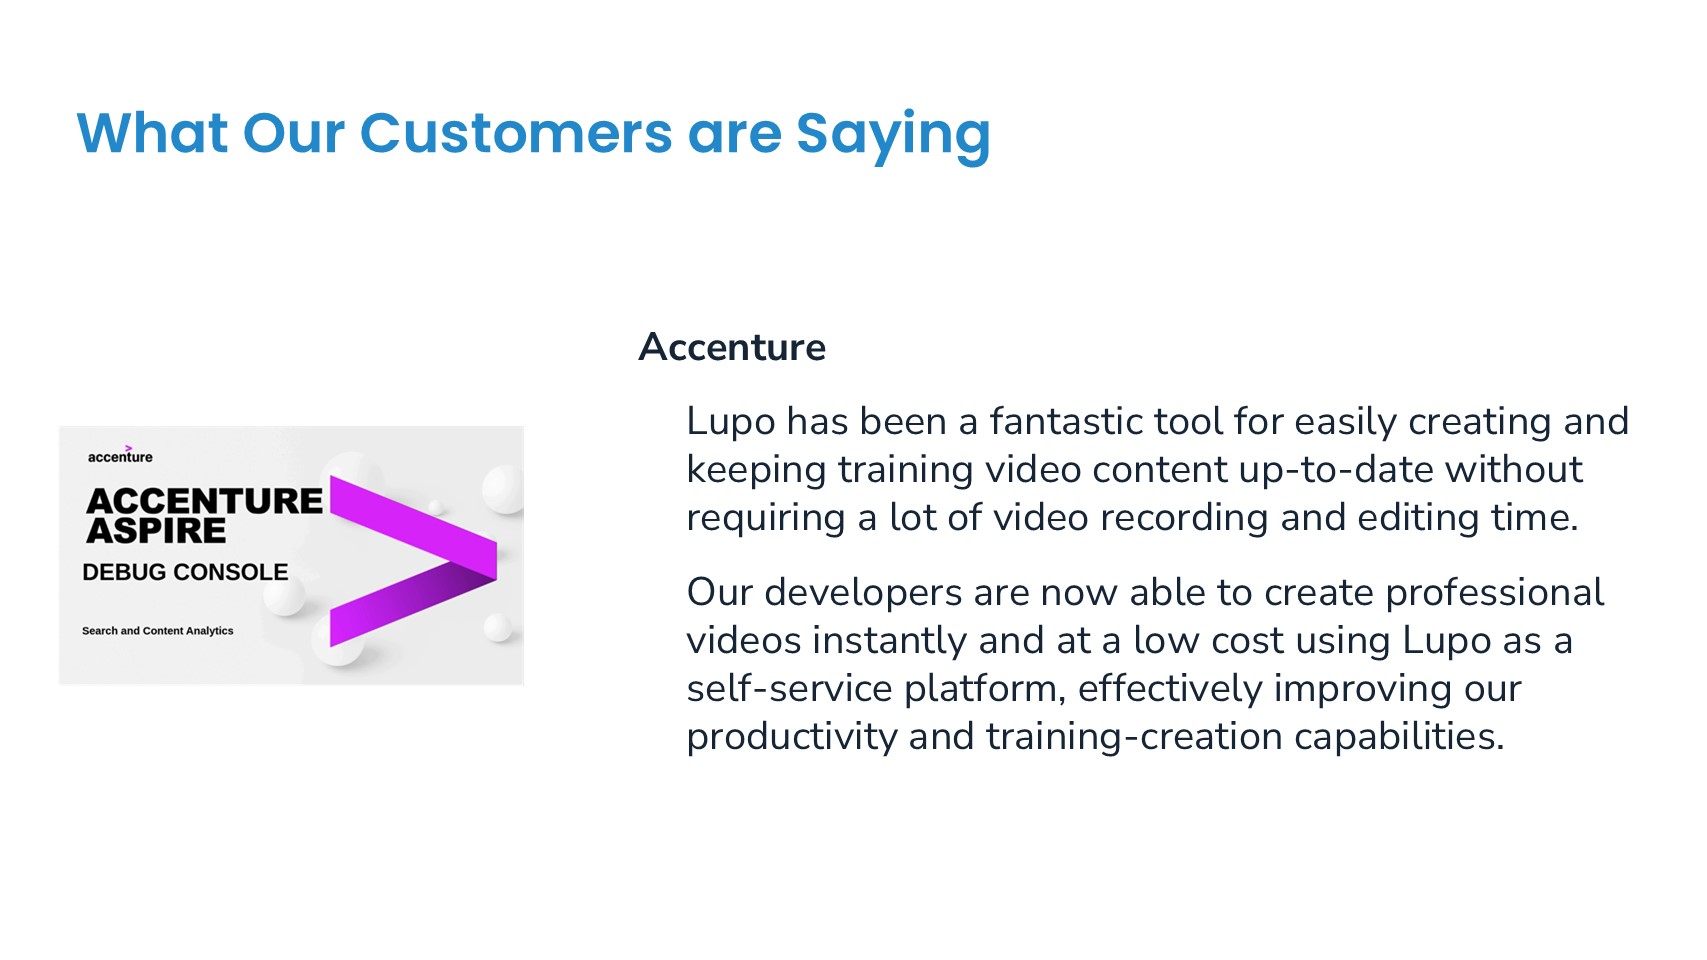 What Our Customers are Saying
accenture
ACCENTURE
ASPIRE
DEBUG CONSOLE
Search and Content Analytics
Accenture
Lupo has been a fantastic tool for easily creating and
keeping training video content up-to-date without
requiring a lot of video recording and editing time.
Our developers are now able to create professional
videos instantly and at a low cost using Lupo as a
self-service platform, effectively improving our
productivity and training-creation capabilities.